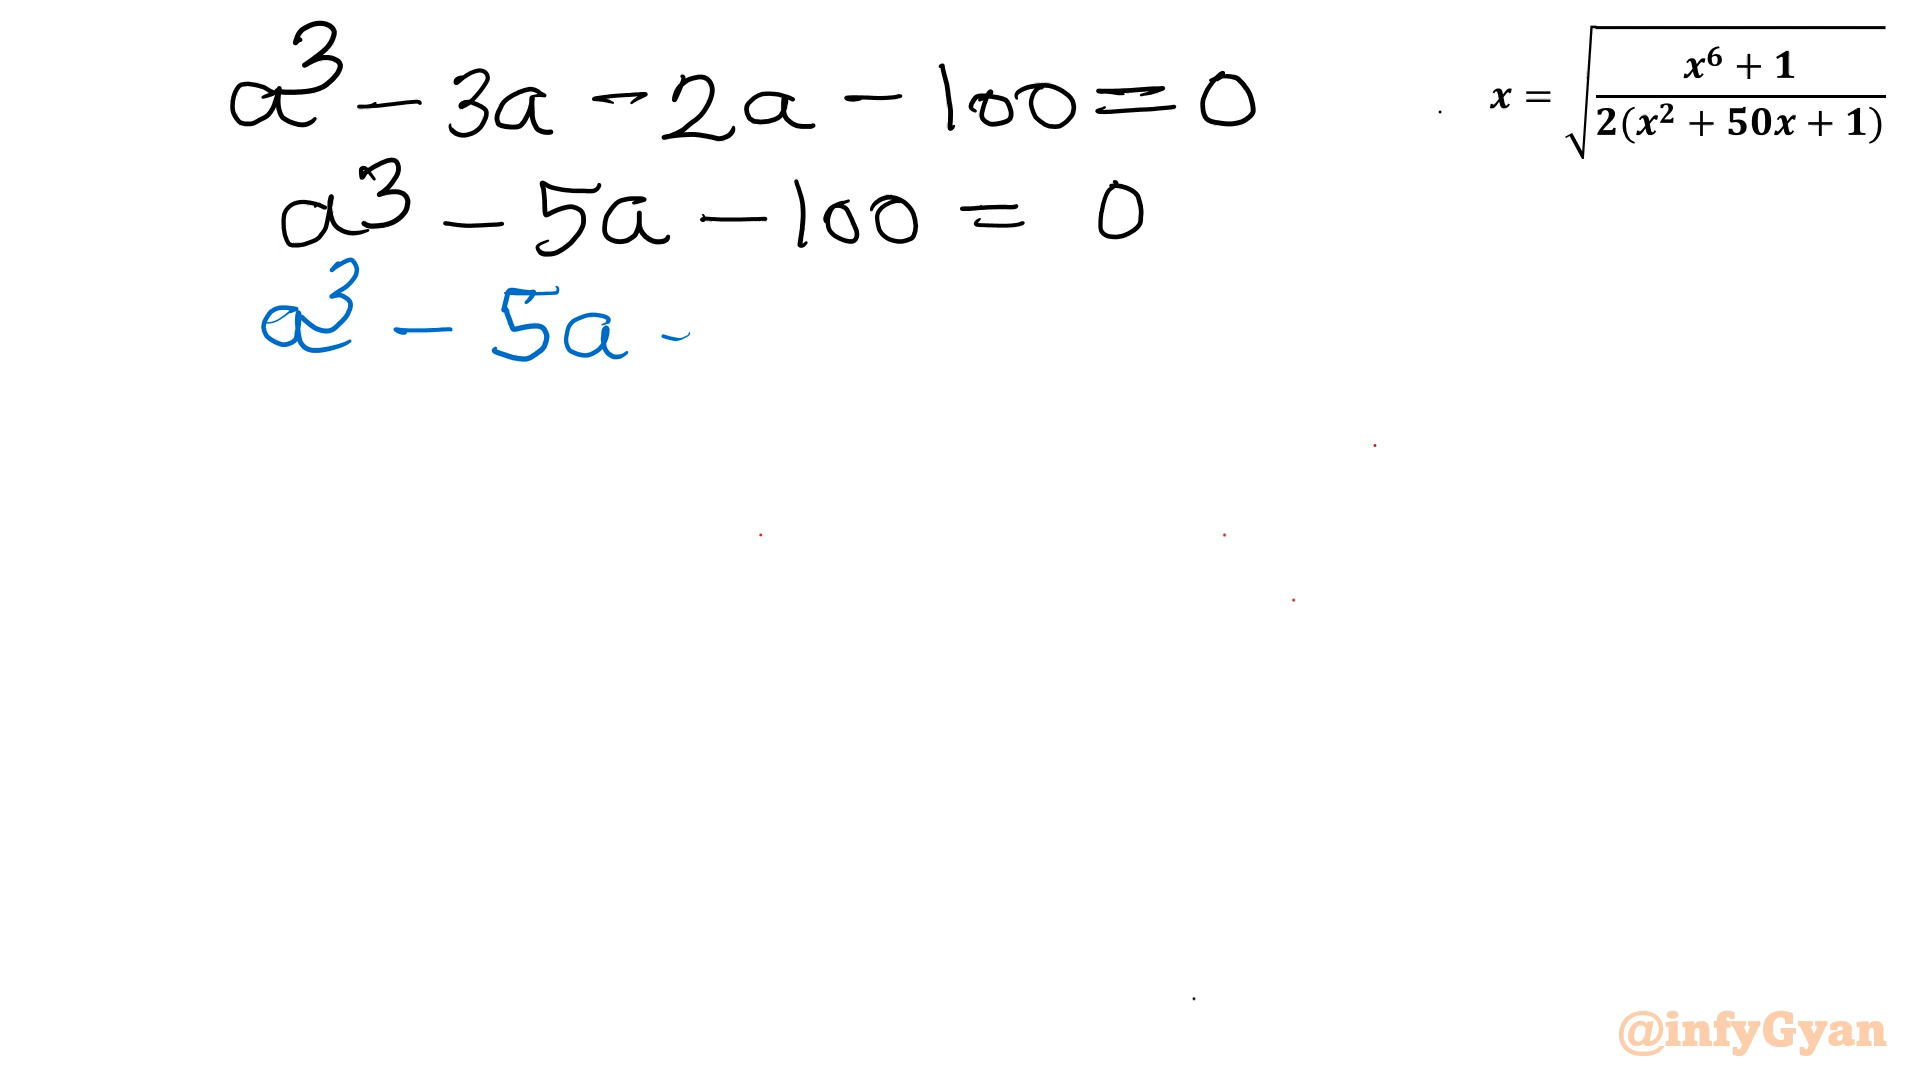 a³ - 3a - 2a - 100 = 0
x = √((x⁶ + 1)/(2(x² + 50x + 1)))
a³ - 5a - 100 = 0
a³ - 5a -
@infyGyan